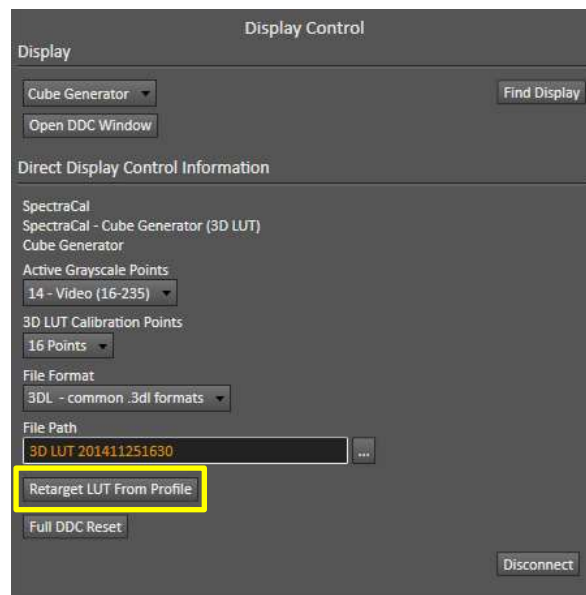 Display Control
Display
Cube Generator
Find Display
Open DDC Window
Direct Display Control Information
SpectraCal
SpectraCal - Cube Generator (3D LUT)
Cube Generator
Active Grayscale Points
14 - Video (16-235)
3D LUT Calibration Points
16 Points
File Format
3DL - common .3dl formats
File Path
3D LUT 201411251630
...
Retarget LUT From Profile
Full DDC Reset
Disconnect